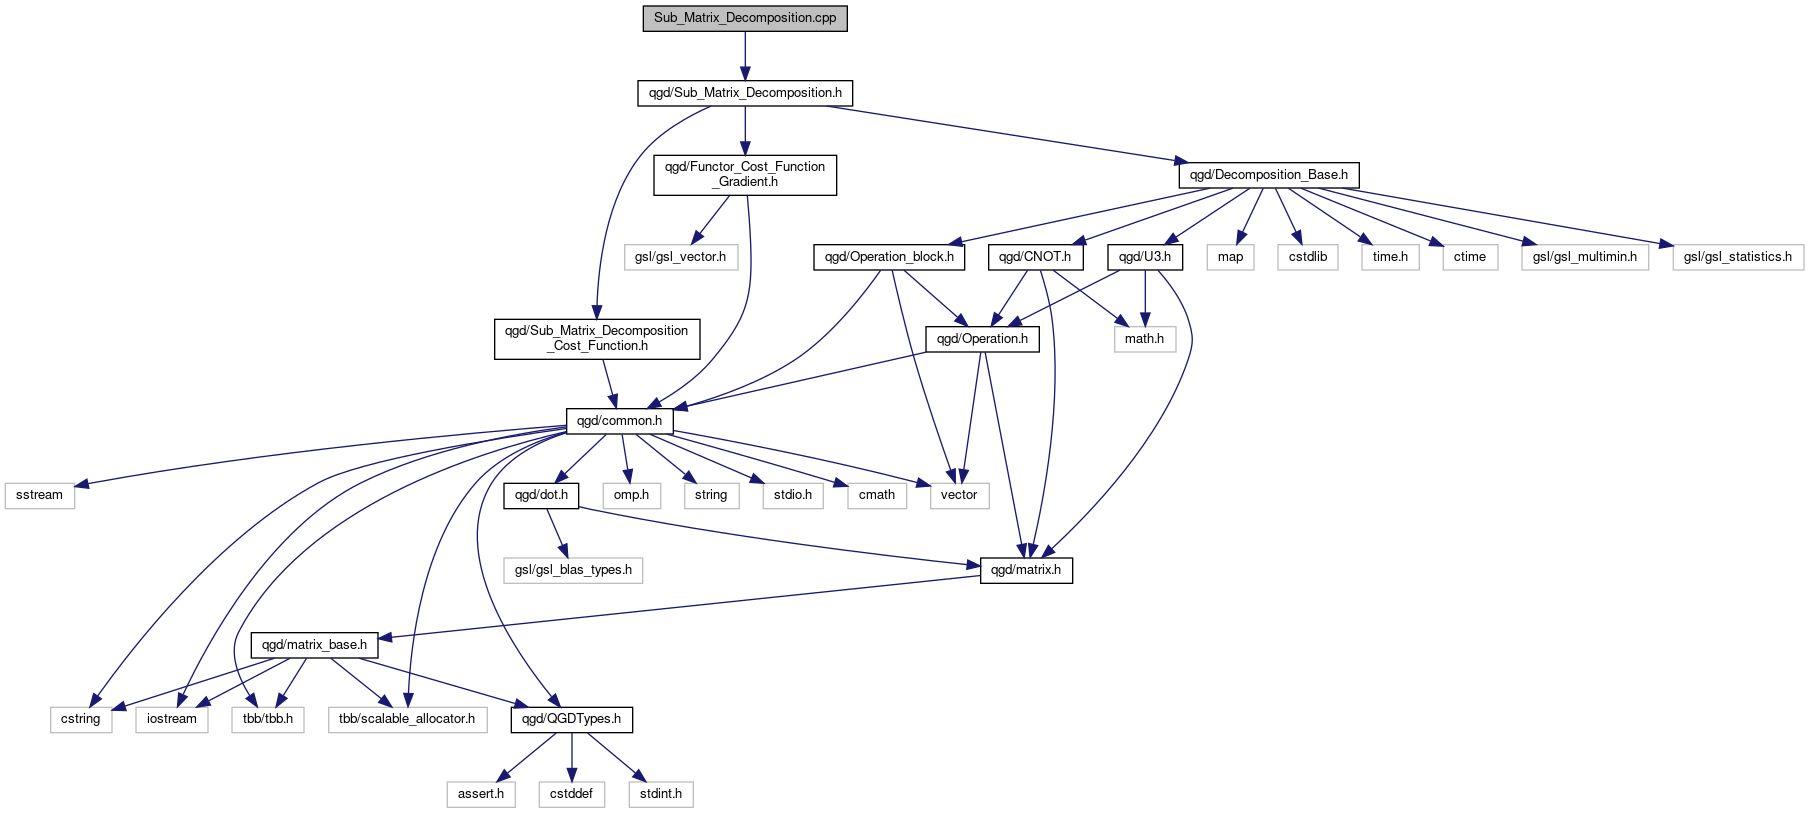 Sub_Matrix_Decomposition.cpp
qgd/Sub_Matrix_Decomposition.h
qgd/Functor_Cost_Function
_Gradient.h
qgd/Decomposition_Base.h
gsl/gsl_vector.h
qgd/Operation_block.h
qgd/CNOT.h
qgd/U3.h
map
cstdlib
time.h
ctime
gsl/gsl_multimin.h
gsl/gsl_statistics.h
qgd/Sub_Matrix_Decomposition
_Cost_Function.h
qgd/Operation.h
math.h
qgd/common.h
sstream
qgd/dot.h
omp.h
string
stdio.h
cmath
vector
gsl/gsl_blas_types.h
qgd/matrix.h
qgd/matrix_base.h
cstring
iostream
tbb/tbb.h
tbb/scalable_allocator.h
qgd/QGDTypes.h
assert.h
cstddef
stdint.h